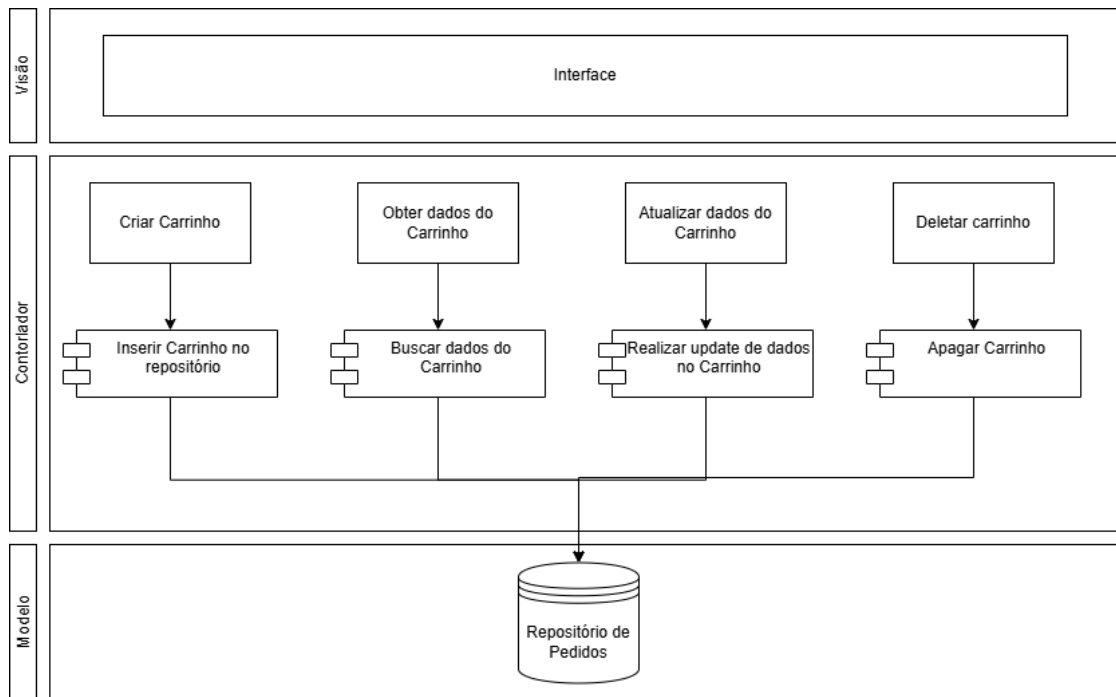 Visão
Interface
Contorlador
Criar Carrinho
Obter dados do
Carrinho
Atualizar dados do
Carrinho
Deletar carrinho
Inserir Carrinho no
repositório
Buscar dados do
Carrinho
Realizar update de dados
no Carrinho
Apagar Carrinho
Modelo
Repositório de
Pedidos